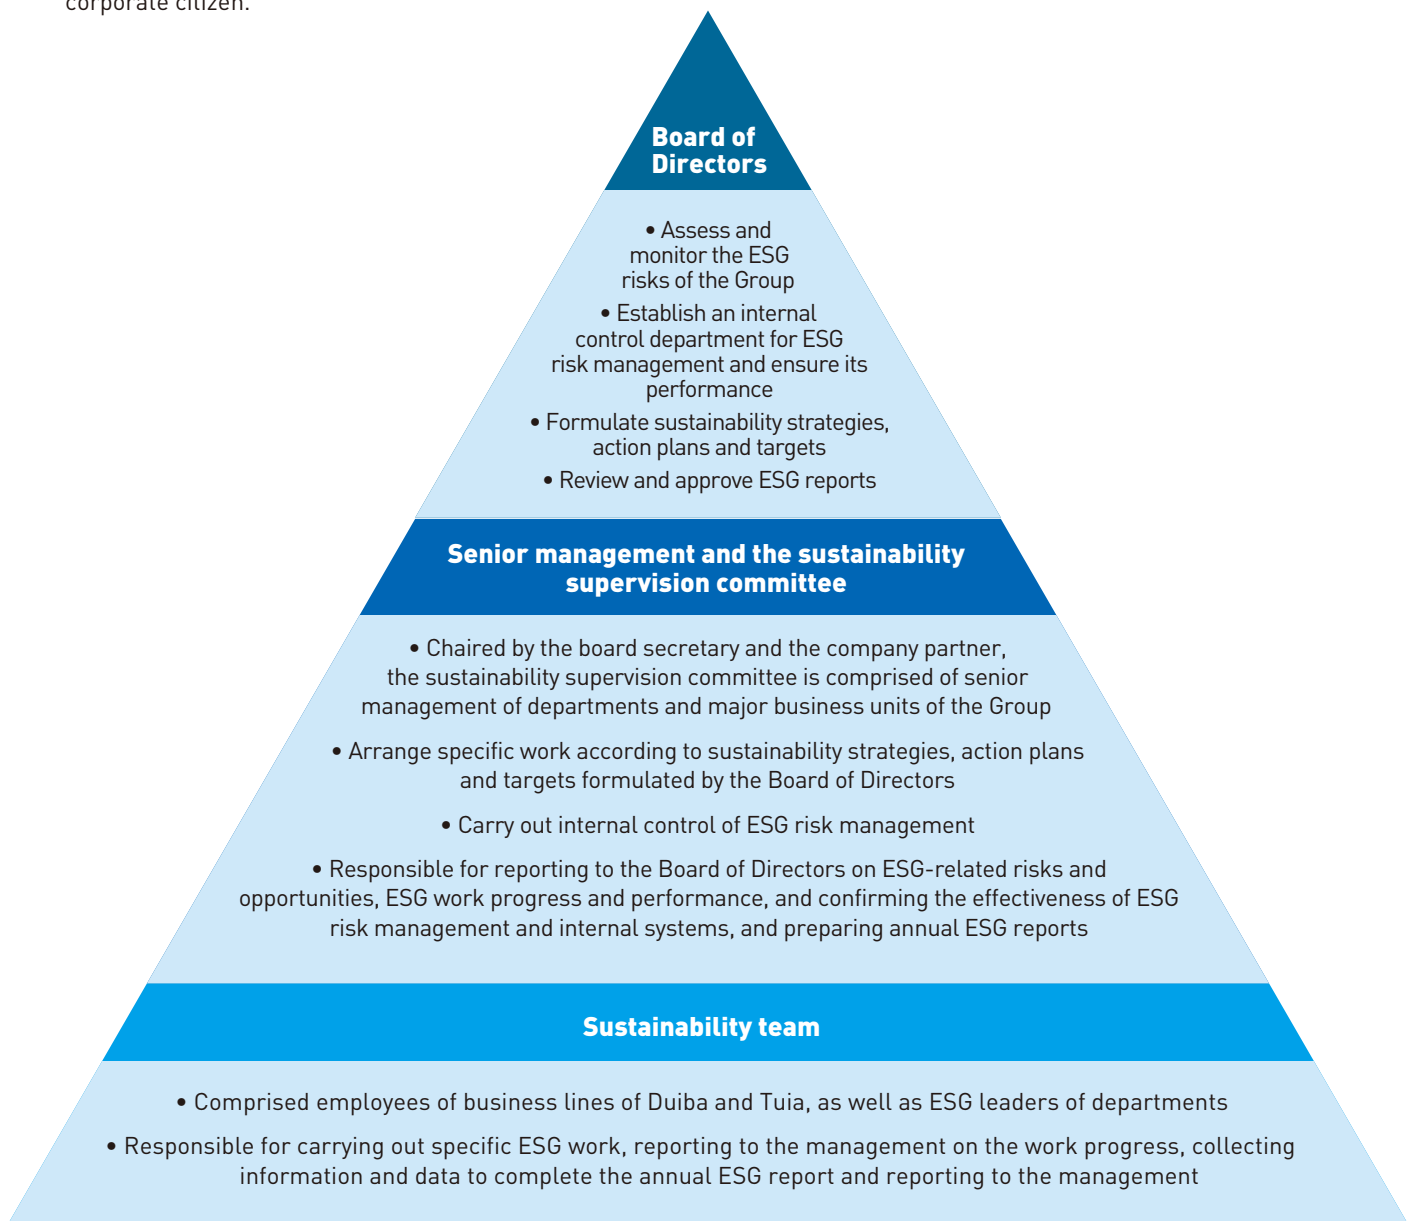 corporate citizen.
Board of
Directors
• Assess and
monitor the ESG
risks of the Group
• Establish an internal
control department for ESG
risk management and ensure its
performance
• Formulate sustainability strategies,
action plans and targets
• Review and approve ESG reports
Senior management and the sustainability
supervision committee
• Chaired by the board secretary and the company partner,
the sustainability supervision committee is comprised of senior
management of departments and major business units of the Group
• Arrange specific work according to sustainability strategies, action plans
and targets formulated by the Board of Directors
• Carry out internal control of ESG risk management
• Responsible for reporting to the Board of Directors on ESG-related risks and
opportunities, ESG work progress and performance, and confirming the effectiveness of ESG
risk management and internal systems, and preparing annual ESG reports
Sustainability team
• Comprised employees of business lines of Duiba and Tuia, as well as ESG leaders of departments
• Responsible for carrying out specific ESG work, reporting to the management on the work progress, collecting
information and data to complete the annual ESG report and reporting to the management